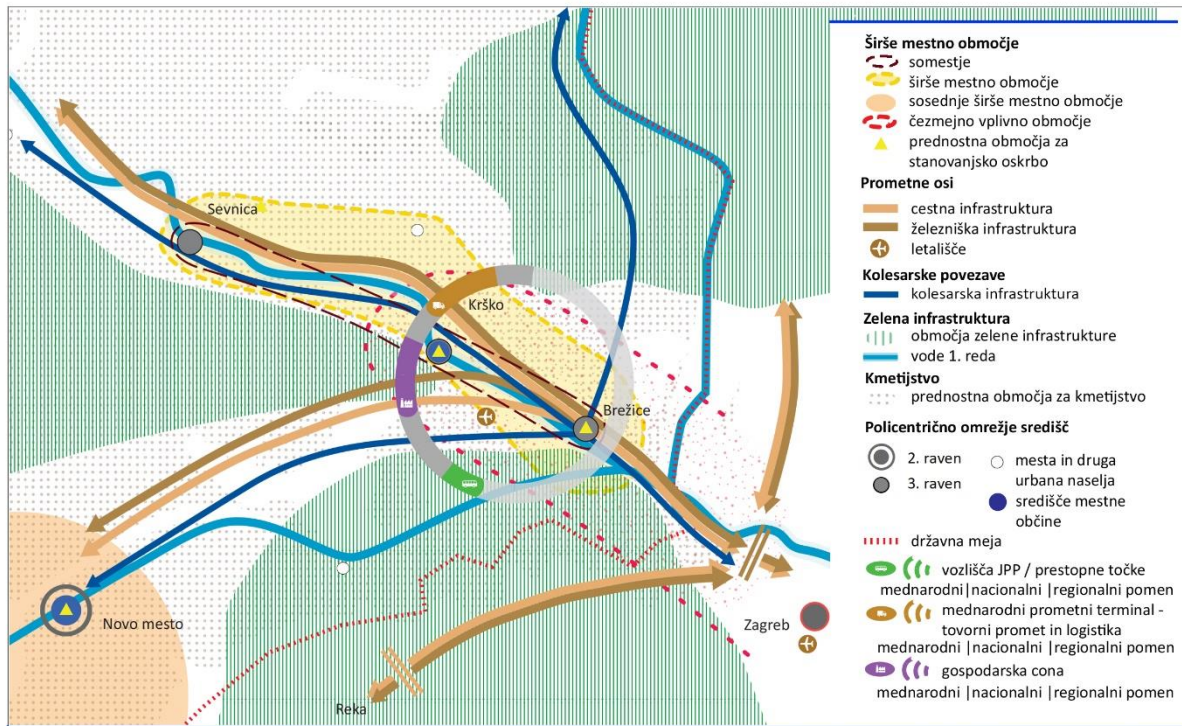 Sevnica
Krško
Brežice
Novo mesto
Zagreb
Reka
Širše mestno območje
somestje
širše mestno območje
sosednje širše mestno območje
čezmejno vplivno območje
prednostna območja za
stanovanjsko oskrbo
Prometne osi
cestna infrastruktura
železniška infrastruktura
letališče
Kolesarske povezave
kolesarska infrastruktura
Zelena infrastruktura
območja zelene infrastrukture
vode 1. reda
Kmetijstvo
prednostna območja za kmetijstvo
Policentrično omrežje središč
2. raven
3. raven
mesta in druga
urbana naselja
središče mestne
občine
državna meja
vozlišča JPP / prestopne točke
mednarodni|nacionalni |regionalni pomen
mednarodni prometni terminal -
tovorni promet in logistika
mednarodni |nacionalni |regionalni pomen
gospodarska cona
mednarodni |nacionalni |regionalni pomen